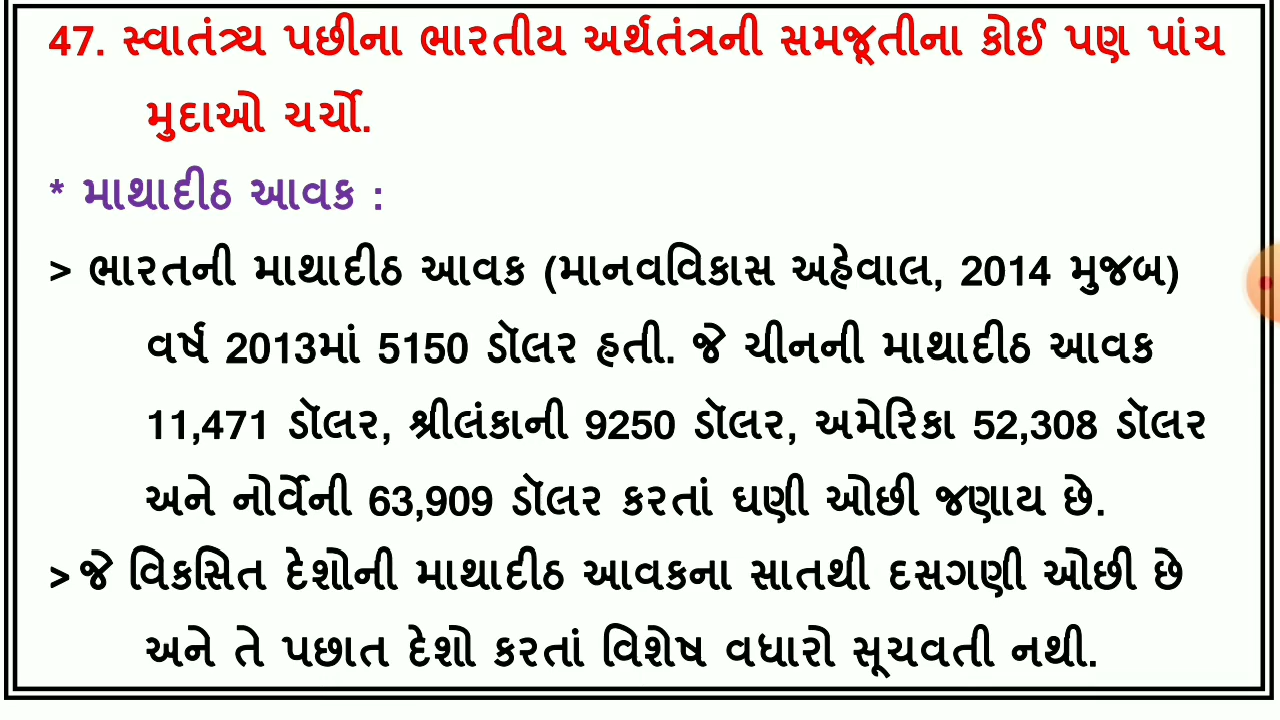 47. સ્વાતંત્ર્ય પછીના ભારતીય અર્થતંત્રની સમજૂતીના કોઈ પણ પાંચ
મુદાઓ ચર્ચો.
* માથાદીઠ આવક :
> ભારતની માથાદીઠ આવક (માનવવિકાસ અહેવાલ, 2014 મુજબ)
વર્ષ 2013માં 5150 ડૉલર હતી. જે ચીનની માથાદીઠ આવક
11,471 ડૉલર, શ્રીલંકાની 9250 ડૉલર, અમેરિકા 52,308 ડૉલર
અને નોર્વેની 63,909 ડૉલર કરતાં ઘણી ઓછી જણાય છે.
> જે વિકસિત દેશોની માથાદીઠ આવકના સાતથી દસગણી ઓછી છે
અને તે પછાત દેશો કરતાં વિશેષ વધારો સૂચવતી નથી.